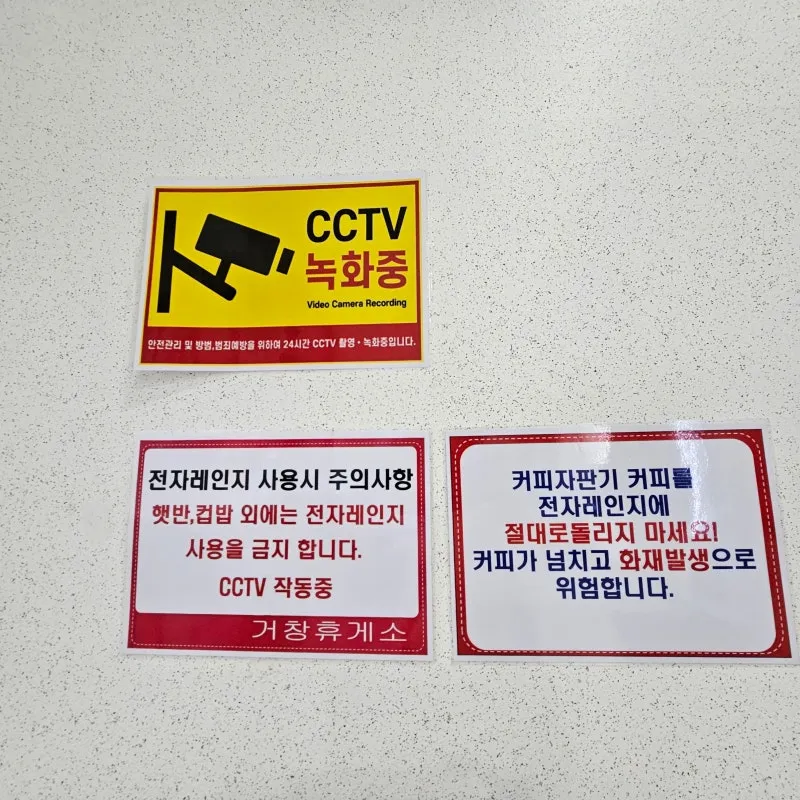 CCTV
녹화중
Video Camera Recording
안전관리 및 방범,범죄예방을 위하여 24시간 CCTV 촬영·녹화중입니다.
전자레인지 사용시 주의사항
햇반,컵밥 외에는 전자레인지
사용을 금지 합니다.
CCTV 작동중
거창휴게소
커피자판기 커피를
전자레인지에
절대로돌리지 마세요!
커피가 넘치고 화재발생으로
위험합니다.